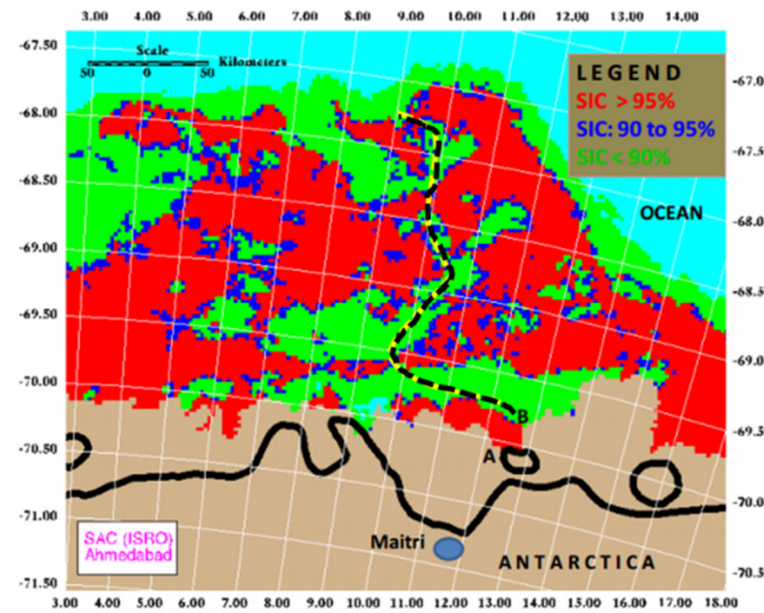 3.00 4.00 5.00 6.00 7.00 8.00 9.00 10.00 11.00 12.00 13.00 14.00
-67.50
-68.00
-68.50
-69.00
-69.50
-70.00
-70.50
-71.00
-71.50
Scale
50 0 50 Kilometers
LEGEND
SIC > 95%
SIC: 90 to 95%
SIC < 90%
OCEAN
-67.0
-67.5
-68.0
-68.5
-69.0
-69.5
-70.0
-70.5
B
A
Maitri
ANTARCTICA
SAC (ISRO)
Ahmedabad
3.00 4.00 5.00 6.00 7.00 8.00 9.00 10.00 11.00 12.00 13.00 14.00 15.00 16.00 17.00 18.00